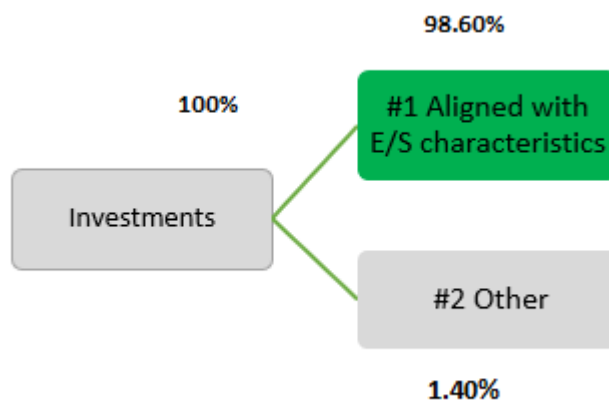 98.60%
100%
#1 Aligned with
E/S characteristics
Investments
#2 Other
1.40%